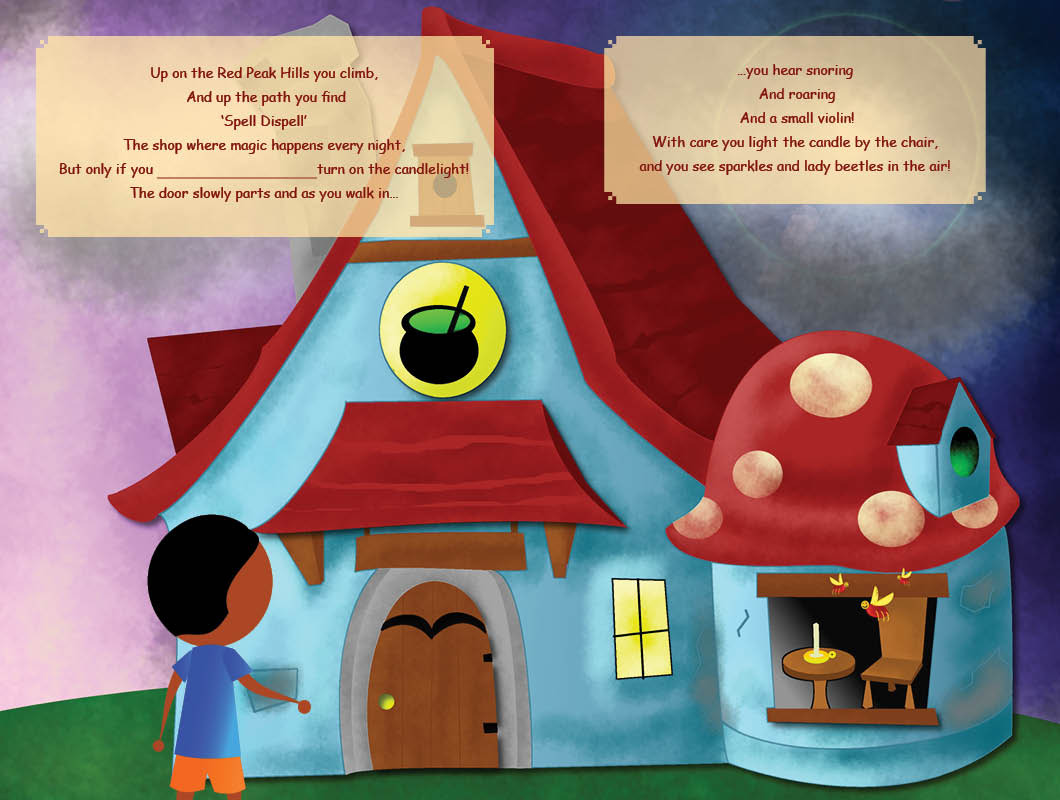 Up on the Red Peak Hills you climb,
And up the path you find
‘Spell Dispell’
The shop where magic happens every night,
But only if you ____________________turn on the candlelight!
The door slowly parts and as you walk in...
...you hear snoring
And roaring
And a small violin!
With care you light the candle by the chair,
and you see sparkles and lady beetles in the air!